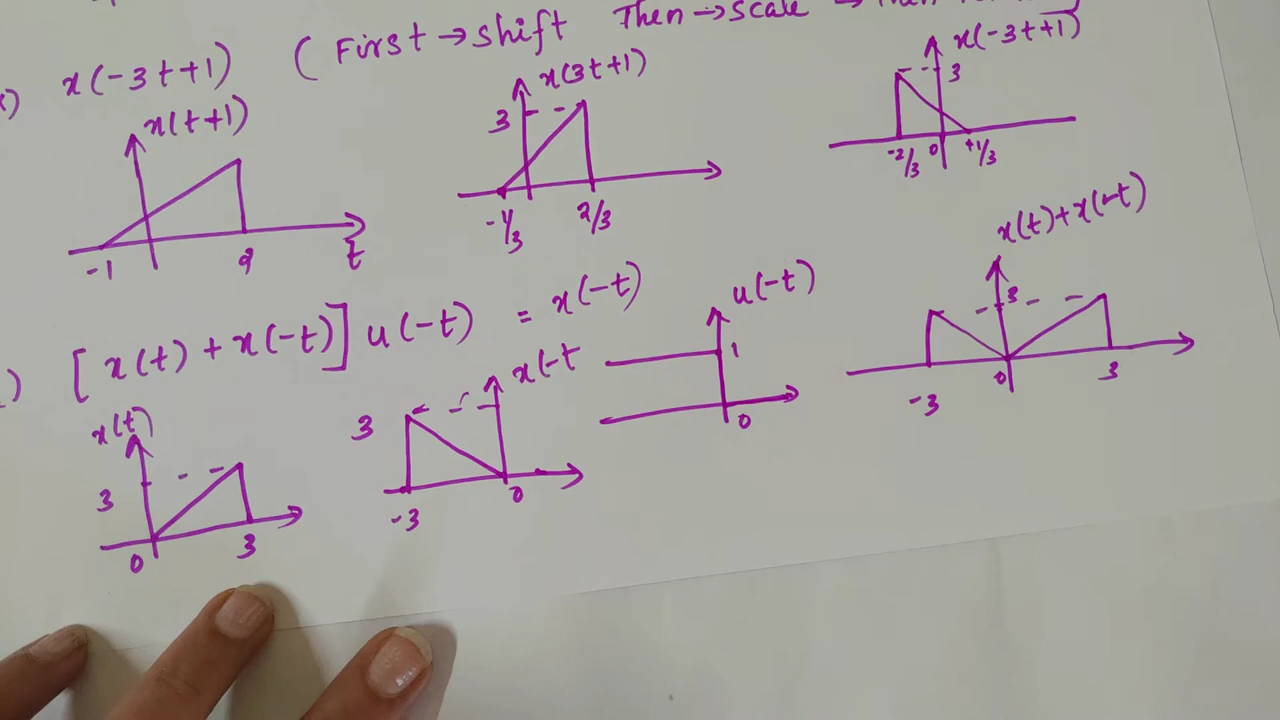 x(-3t+1) ( First → shift Then → scale →
x(t+1)
-1
2
t
x(3t+1)
3
-1/3
2/3
x(-3t+1)
3
-2/3
0
+1/3
[x(t) + x(-t)] u(-t) = x(-t)
x(t)
3
0
3
x(-t
3
-3
0
u(-t)
1
0
x(t)+x(-t)
3
-3
0
3